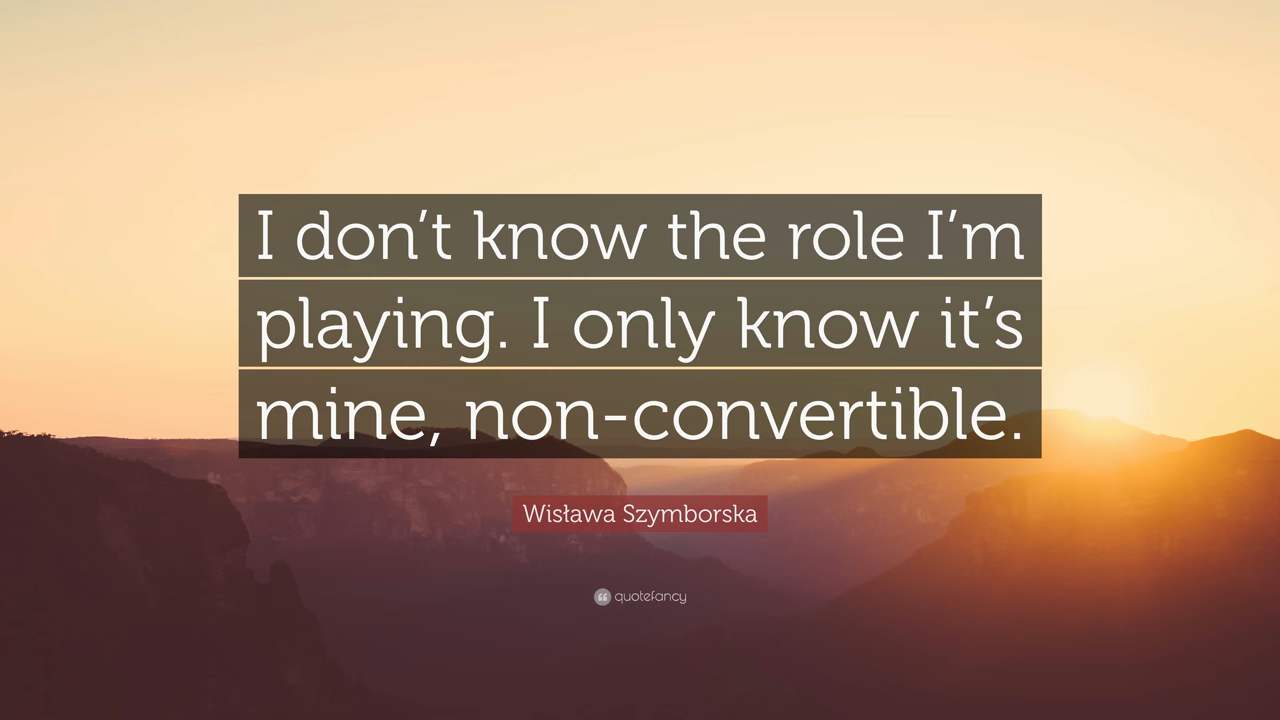 I don’t know the role I’m
playing. I only know it’s
mine, non-convertible.
Wisława Szymborska
quotefancy